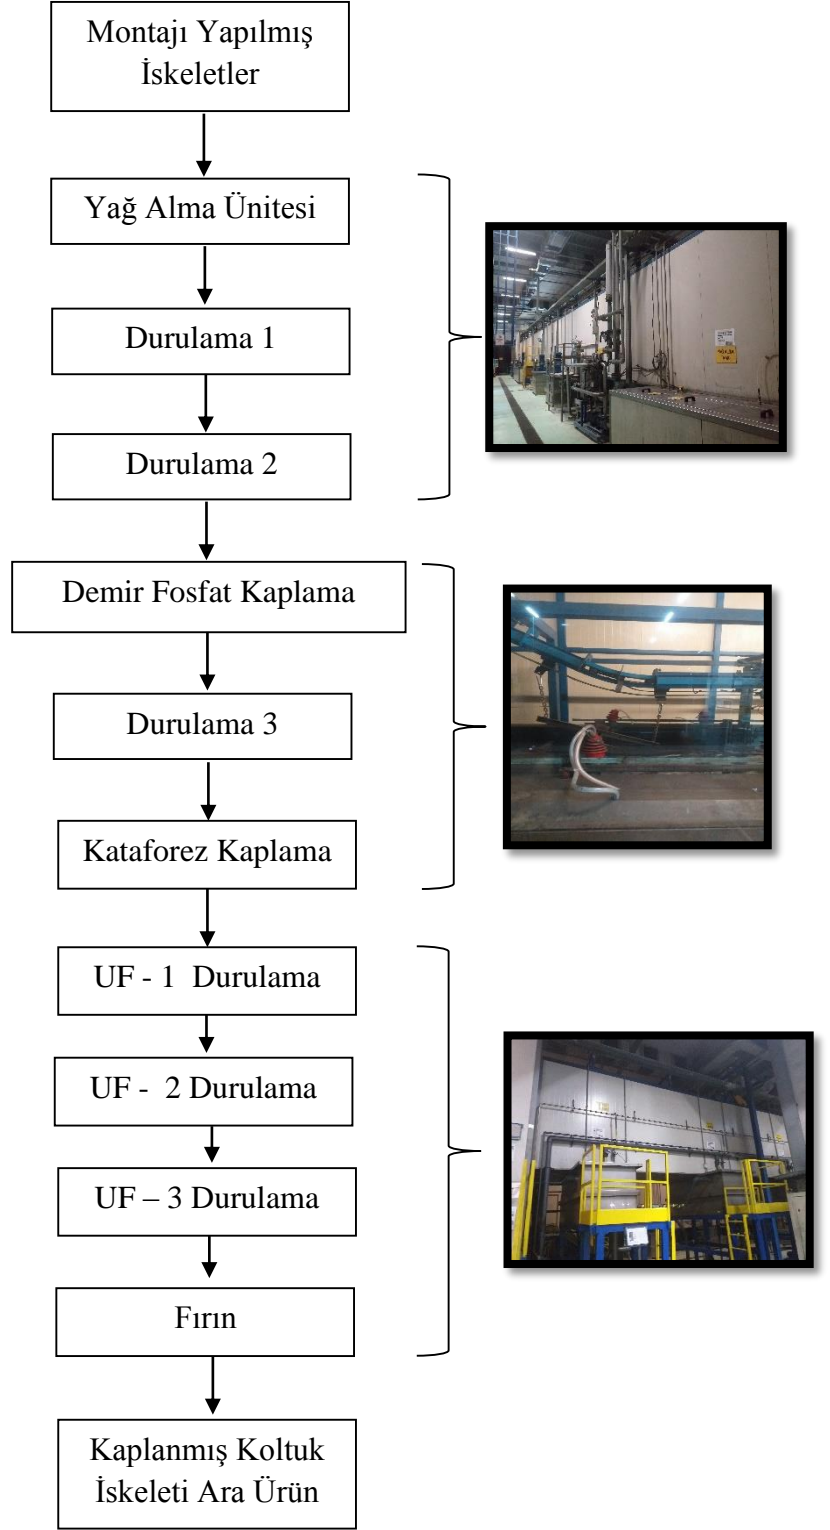 Montajı Yapılmış
İskeletler
Yağ Alma Ünitesi
Durulama 1
Durulama 2
Demir Fosfat Kaplama
Durulama 3
Kataforez Kaplama
UF - 1 Durulama
UF - 2 Durulama
UF – 3 Durulama
Fırın
Kaplanmış Koltuk
İskeleti Ara Ürün